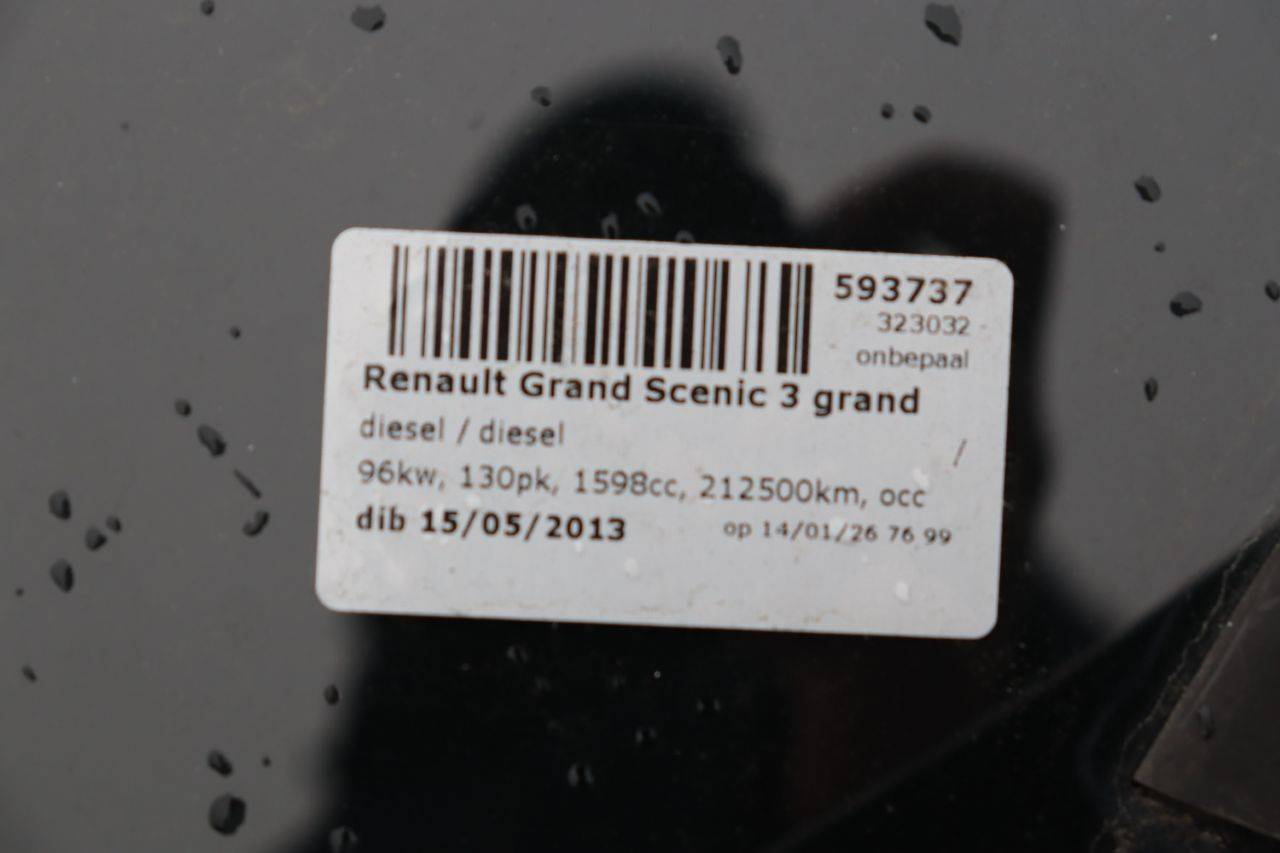 593737
323032
onbepaal
Renault Grand Scenic 3 grand
diesel / diesel /
96kw, 130pk, 1598cc, 212500km, occ
dib 15/05/2013 op 14/01/26 76 99